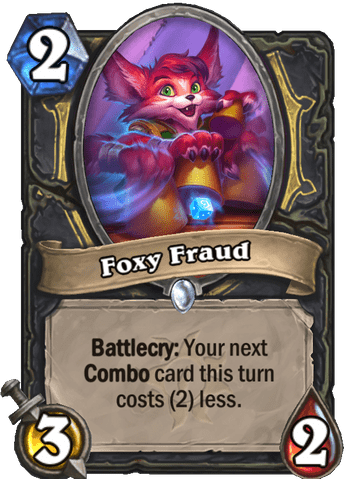 2
Foxy Fraud
Battlecry: Your next
Combo card this turn
costs (2) less.
3
2